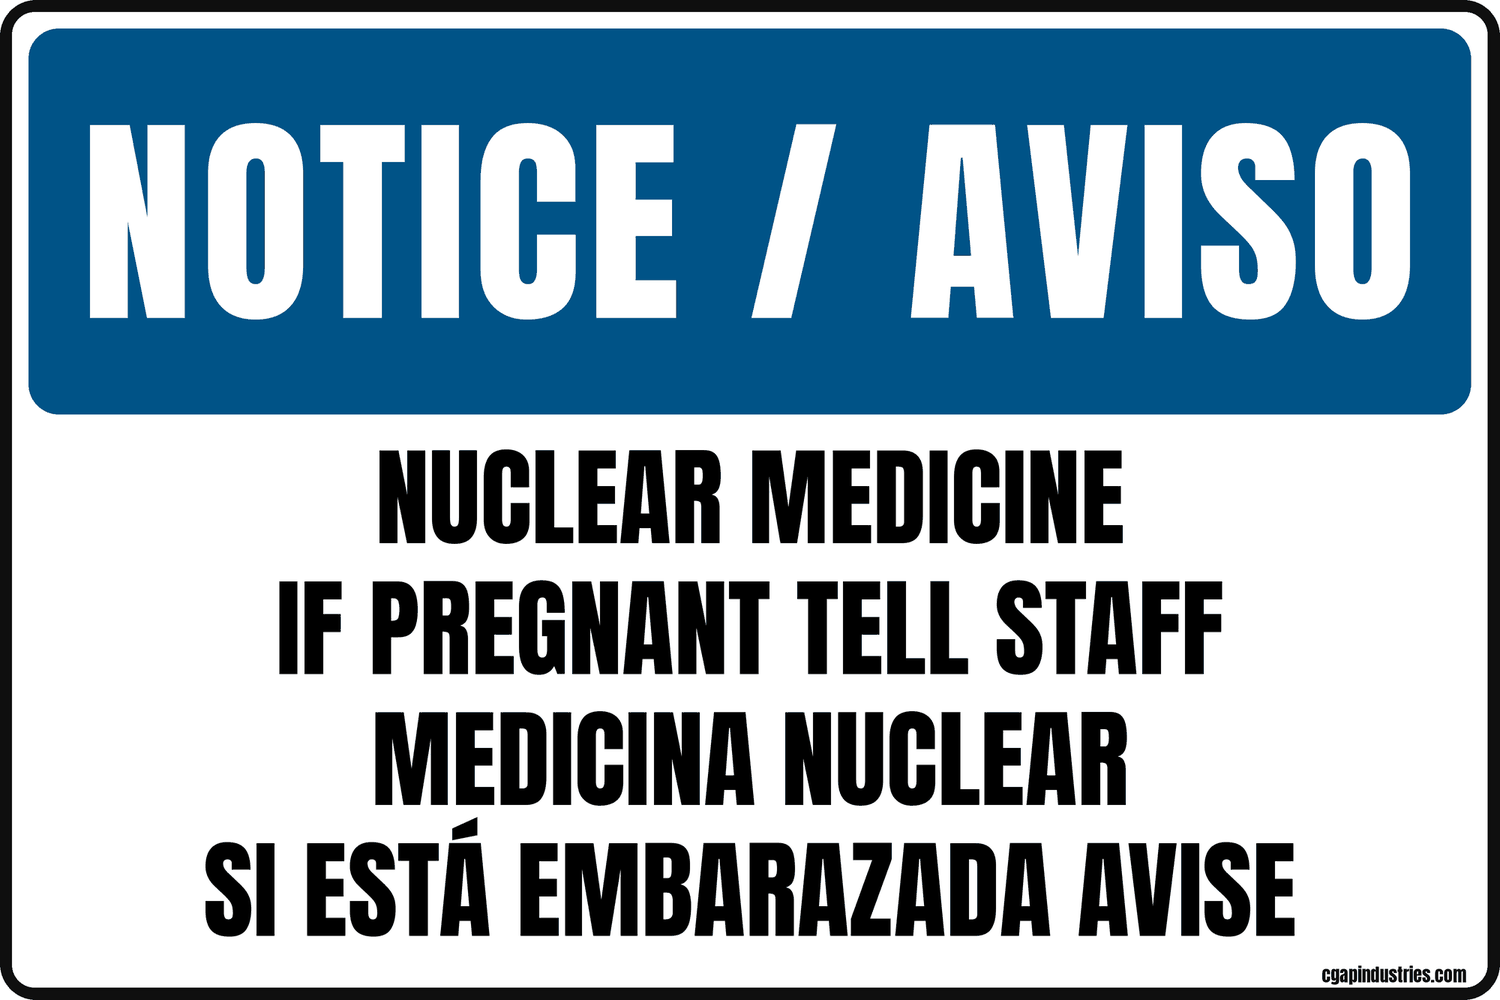 NOTICE / AVISO
NUCLEAR MEDICINE
IF PREGNANT TELL STAFF
MEDICINA NUCLEAR
SI ESTÁ EMBARAZADA AVISE
cgapindustries.com